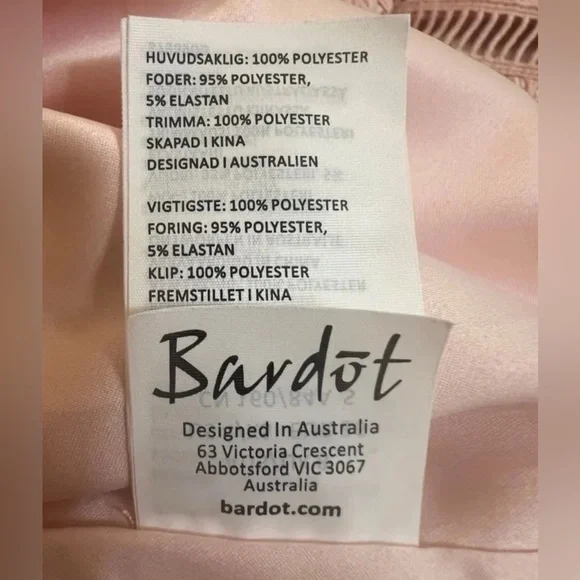 HUVUDSAKLIG: 100% POLYESTER
FODER: 95% POLYESTER,
5% ELASTAN
TRIMMA: 100% POLYESTER
SKAPAD I KINA
DESIGNAD I AUSTRALIEN
VIGTIGSTE: 100% POLYESTER
FORING: 95% POLYESTER,
5% ELASTAN
KLIP: 100% POLYESTER
FREMSTILLET I KINA
Bardōt
Designed In Australia
63 Victoria Crescent
Abbotsford VIC 3067
Australia
bardot.com